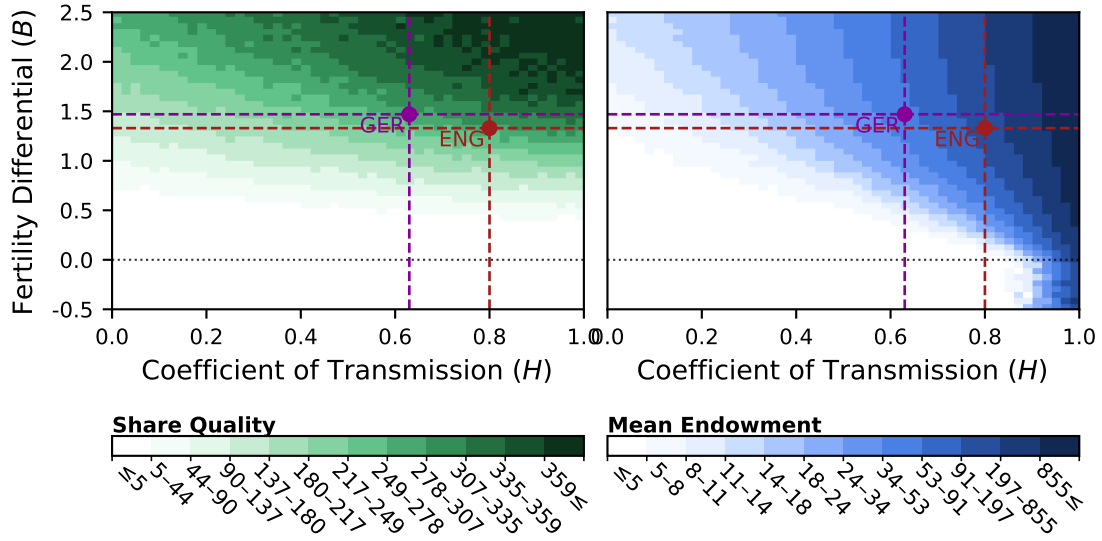 Fertility Differential (B)
2.5
2.0
1.5
1.0
0.5
0.0
-0.5
GER
ENG
0.0 0.2 0.4 0.6 0.8 1.0
Coefficient of Transmission (H)
GER
ENG
0.0 0.2 0.4 0.6 0.8 1.0
Coefficient of Transmission (H)
Share Quality
≤5
5–44
44–90
90–137
137–180
180–217
217–249
249–278
278–307
307–335
335–359
359≤
Mean Endowment
≤5
5–8
8–11
11–14
14–18
18–24
24–34
34–53
53–91
91–197
197–855
855≤